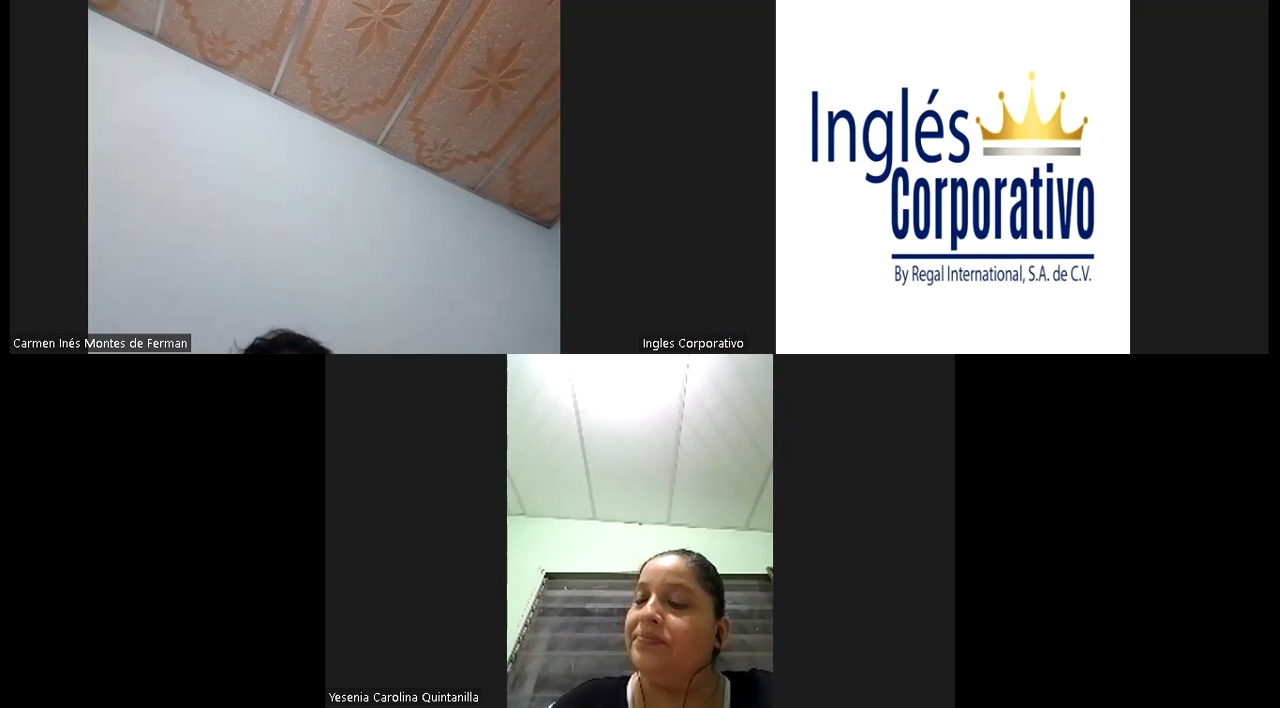 Inglés
Corporativo
By Regal International, S.A. de C.V.
Carmen Inés Montes de Ferman
Ingles Corporativo
Yesenia Carolina Quintanilla